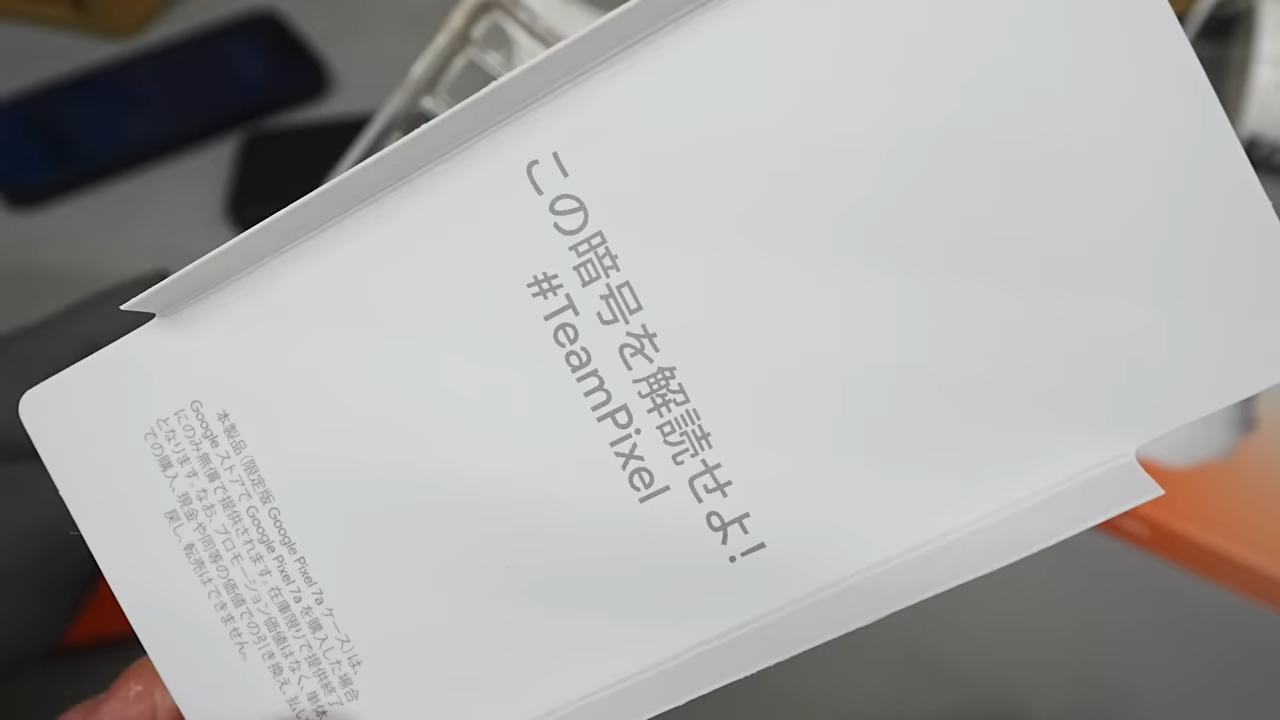 この暗号を解読せよ!
#TeamPixel
本製品（限定版 Google Pixel 7a ケース）は、
Google ストアで Google Pixel 7a を購入した場合
にのみ無償で提供されます。在庫限りで提供終了
となります。なお、プロモーション価値はなく、単体
での購入、現金や同等の価値での引き換え、払い
戻し、転売はできません。